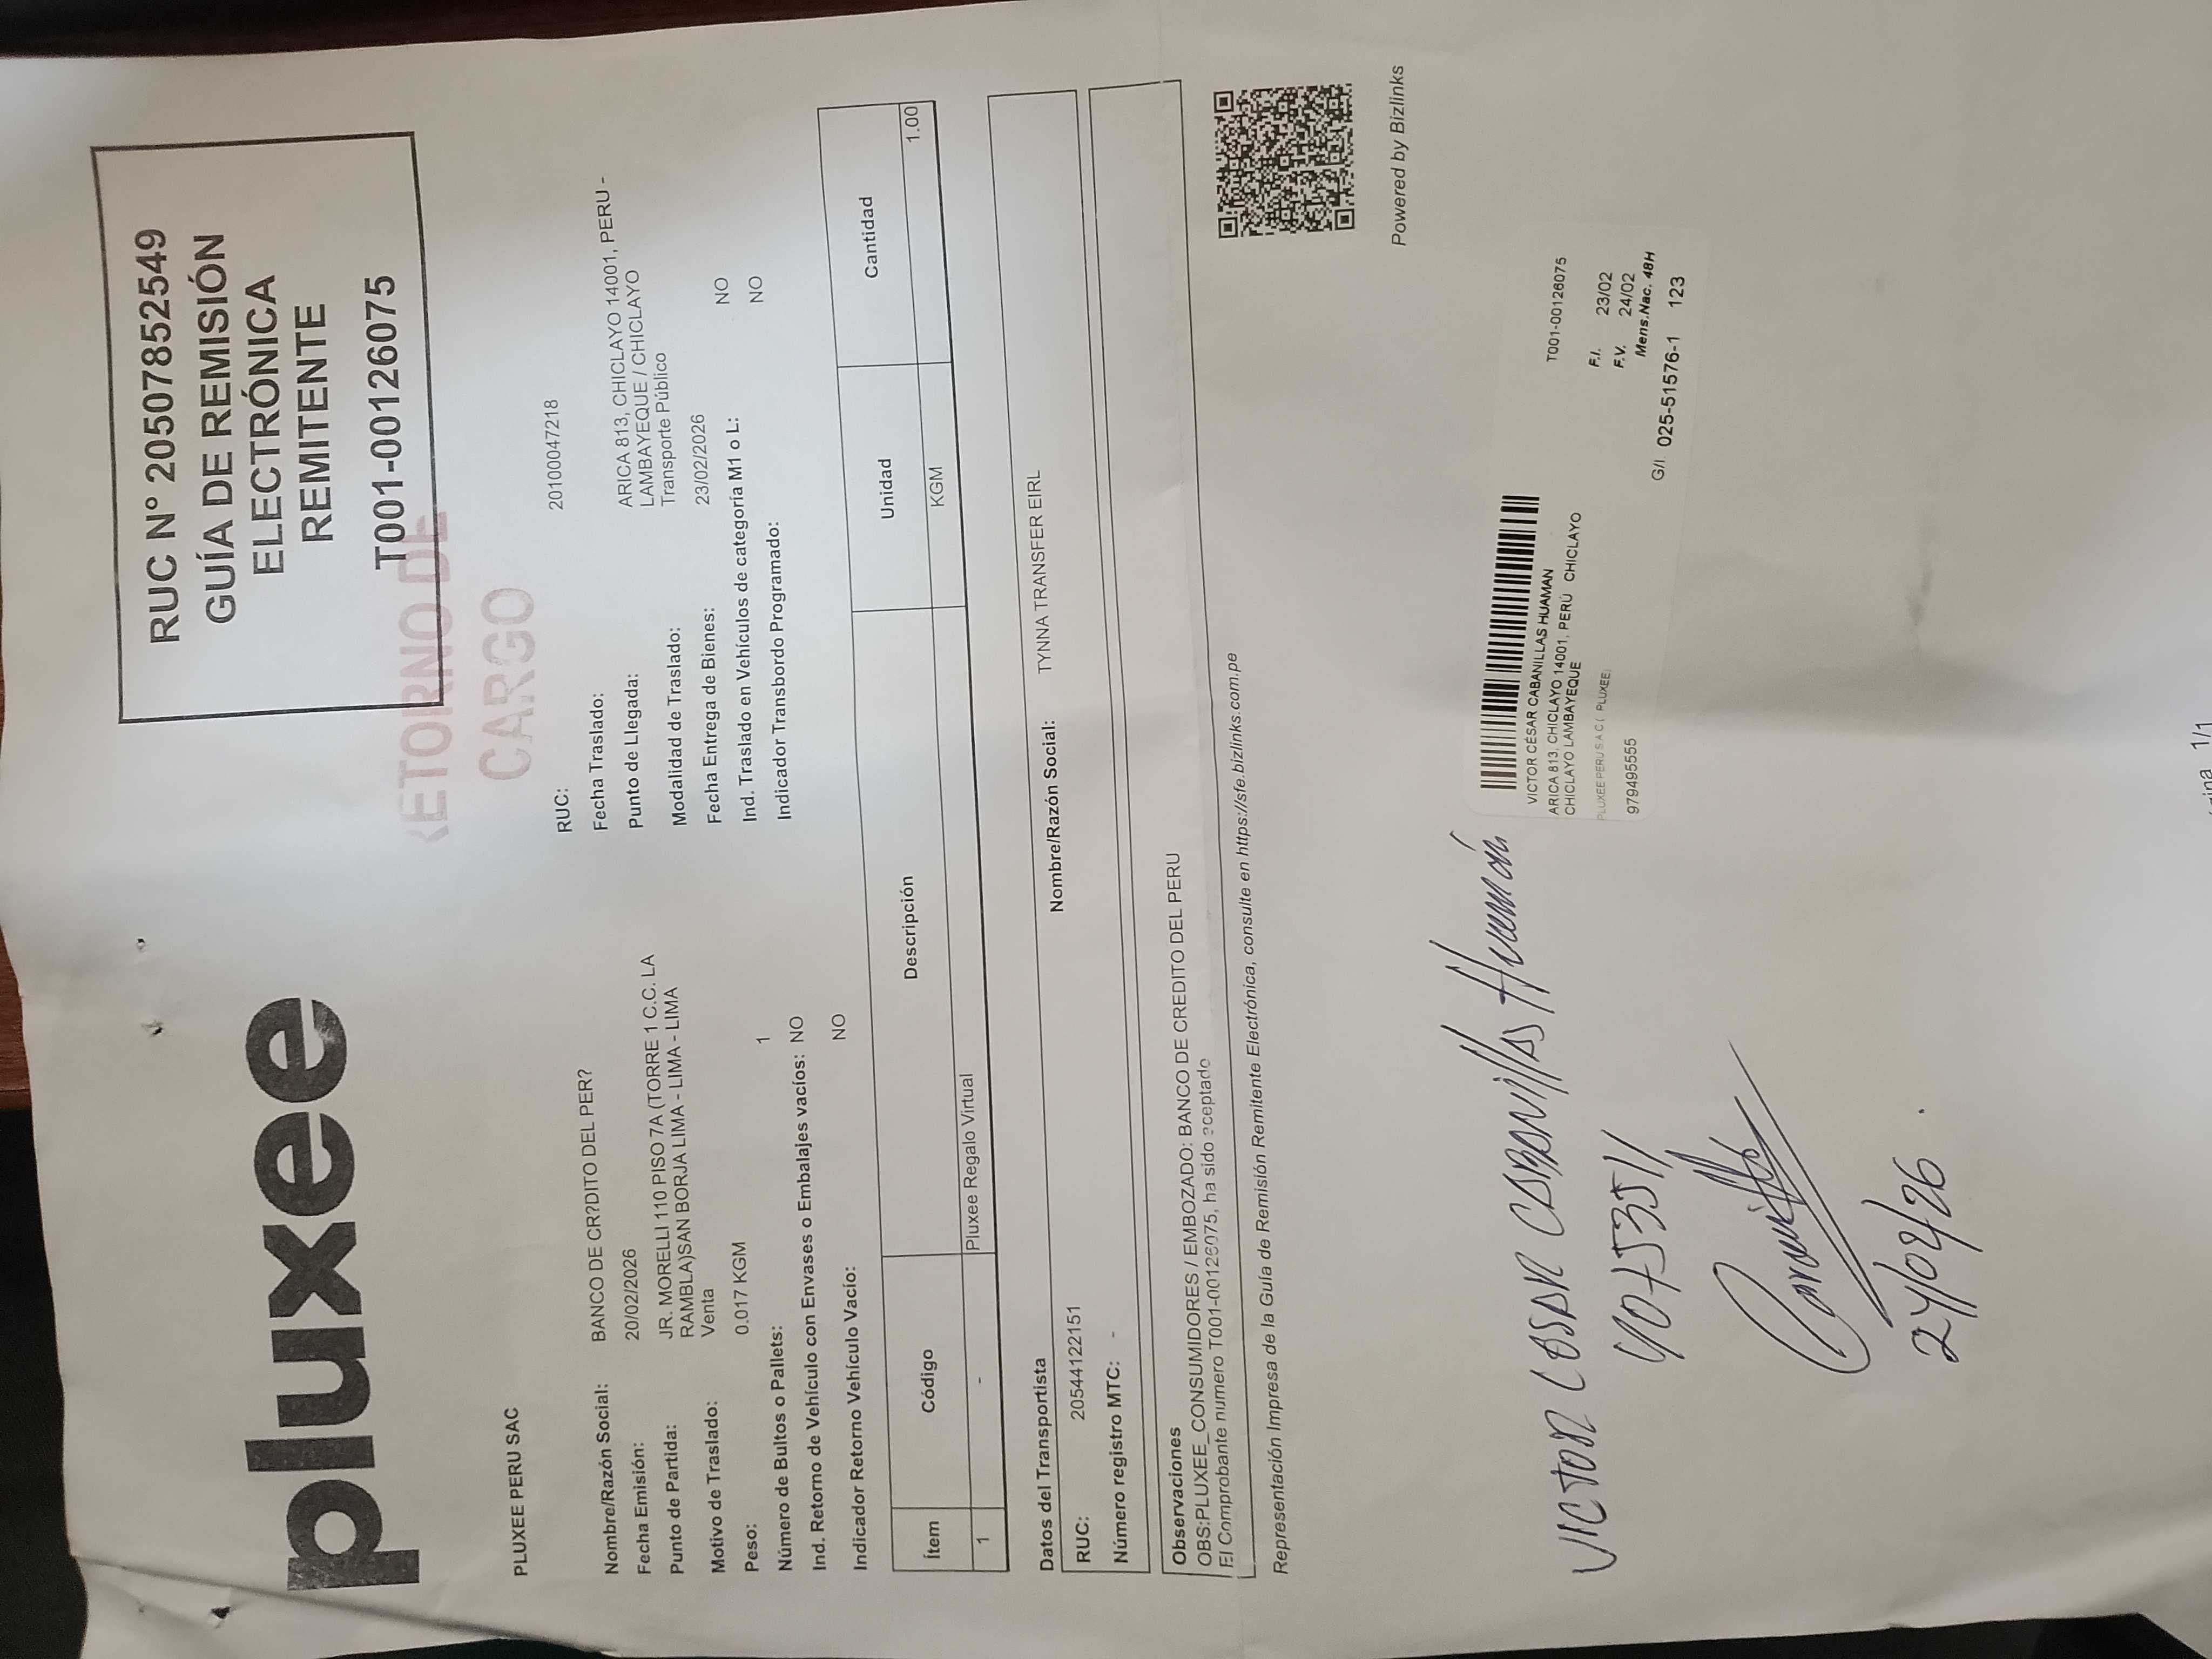 pluxee
RUC N° 20507852549
GUÍA DE REMISIÓN
ELECTRÓNICA
REMITENTE
T001-00126075
RETORNO DE
CARGO
PLUXEE PERU SAC
Nombre/Razón Social: BANCO DE CR?DITO DEL PER?
RUC: 20100047218
Fecha Emisión: 20/02/2026
Fecha Traslado:
Punto de Partida: JR. MORELLI 110 PISO 7A (TORRE 1 C.C. LA
RAMBLA)SAN BORJA LIMA - LIMA - LIMA
Punto de Llegada: ARICA 813, CHICLAYO 14001, PERU -
LAMBAYEQUE / CHICLAYO
Motivo de Traslado: Venta
Modalidad de Traslado: Transporte Público
Peso: 0.017 KGM
Fecha Entrega de Bienes: 23/02/2026
Número de Bultos o Pallets: 1
Ind. Traslado en Vehículos de categoría M1 o L: NO
Ind. Retorno de Vehículo con Envases o Embalajes vacíos: NO
Indicador Transbordo Programado: NO
Indicador Retorno Vehículo Vacío: NO
Ítem Código Descripción Unidad Cantidad
1 - Pluxee Regalo Virtual KGM 1.00
Datos del Transportista
RUC: 20544122151 Nombre/Razón Social: TYNNA TRANSFER EIRL
Número registro MTC: -
Observaciones
OBS:PLUXEE_CONSUMIDORES / EMBOZADO: BANCO DE CREDITO DEL PERU
El Comprobante numero T001-00126075, ha sido aceptado
Representación Impresa de la Guía de Remisión Remitente Electrónica, consulte en https://sfe.bizlinks.com.pe
Powered by Bizlinks
T001-00126075
VICTOR CÉSAR CABANILLAS HUAMAN
ARICA 813, CHICLAYO 14001, PERÚ CHICLAYO
CHICLAYO LAMBAYEQUE
PLUXEE PERU S A C ( PLUXEE
979495555
F.I. 23/02
F.V. 24/02
Mens.Nac. 48H
G/I 025-51576-1 123
VICTOR CESAR CABANILLAS Huamán
24/02/26
1/1